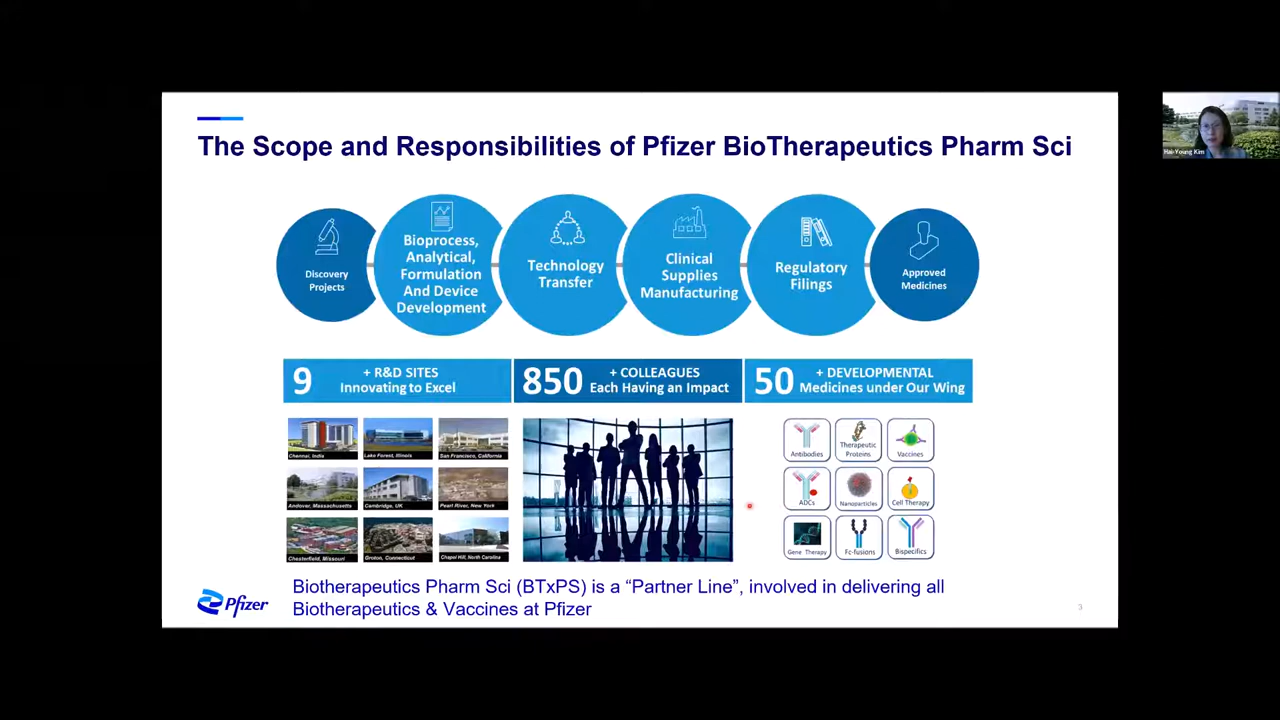 The Scope and Responsibilities of Pfizer BioTherapeutics Pharm Sci
Hai-Young Kim
Discovery
Projects
Bioprocess,
Analytical,
Formulation
And Device
Development
Technology
Transfer
Clinical
Supplies
Manufacturing
Regulatory
Filings
Approved
Medicines
9 + R&D SITES
Innovating to Excel
850 + COLLEAGUES
Each Having an Impact
50 + DEVELOPMENTAL
Medicines under Our Wing
Chennai, India
Lake Forest, Illinois
San Francisco, California
Andover, Massachusetts
Cambridge, UK
Pearl River, New York
Chesterfield, Missouri
Groton, Connecticut
Chapel Hill, North Carolina
Antibodies
Therapeutic
Proteins
Vaccines
ADCs
Nanoparticles
Cell Therapy
Gene Therapy
Fc-fusions
Bispecifics
Biotherapeutics Pharm Sci (BTxPS) is a “Partner Line”, involved in delivering all
Biotherapeutics & Vaccines at Pfizer
Pfizer
3